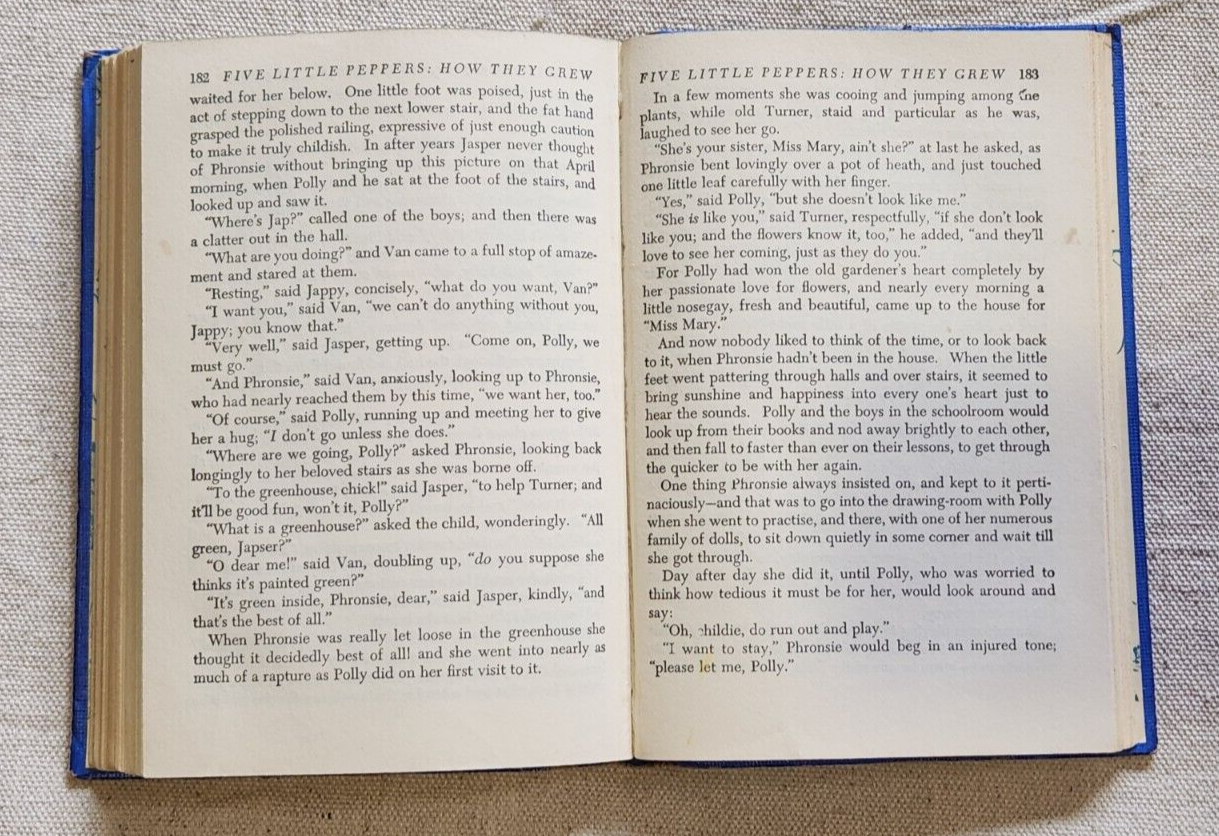 182 FIVE LITTLE PEPPERS: HOW THEY GREW
waited for her below. One little foot was poised, just in the
act of stepping down to the next lower stair, and the fat hand
grasped the polished railing, expressive of just enough caution
to make it truly childish. In after years Jasper never thought
of Phronsie without bringing up this picture on that April
morning, when Polly and he sat at the foot of the stairs, and
looked up and saw it.
"Where's Jap?" called one of the boys; and then there was
a clatter out in the hall.
"What are you doing?" and Van came to a full stop of amaze-
ment and stared at them.
"Resting," said Jappy, concisely, "what do you want, Van?"
"I want you," said Van, "we can't do anything without you,
Jappy; you know that."
"Very well," said Jasper, getting up. "Come on, Polly, we
must go."
"And Phronsie," said Van, anxiously, looking up to Phronsie,
who had nearly reached them by this time, "we want her, too."
"Of course," said Polly, running up and meeting her to give
her a hug; "I don't go unless she does."
"Where are we going, Polly?" asked Phronsie, looking back
longingly to her beloved stairs as she was borne off.
"To the greenhouse, chick!" said Jasper, "to help Turner; and
it'll be good fun, won't it, Polly?"
"What is a greenhouse?" asked the child, wonderingly. "All
green, Japser?"
"O dear me!" said Van, doubling up, "do you suppose she
thinks it's painted green?"
"It's green inside, Phronsie, dear," said Jasper, kindly, "and
that's the best of all."
When Phronsie was really let loose in the greenhouse she
thought it decidedly best of all! and she went into nearly as
much of a rapture as Polly did on her first visit to it.
FIVE LITTLE PEPPERS: HOW THEY GREW 183
In a few moments she was cooing and jumping among the
plants, while old Turner, staid and particular as he was,
laughed to see her go.
"She's your sister, Miss Mary, ain't she?" at last he asked, as
Phronsie bent lovingly over a pot of heath, and just touched
one little leaf carefully with her finger.
"Yes," said Polly, "but she doesn't look like me."
"She is like you," said Turner, respectfully, "if she don't look
like you; and the flowers know it, too," he added, "and they'll
love to see her coming, just as they do you."
For Polly had won the old gardener's heart completely by
her passionate love for flowers, and nearly every morning a
little nosegay, fresh and beautiful, came up to the house for
"Miss Mary."
And now nobody liked to think of the time, or to look back
to it, when Phronsie hadn't been in the house. When the little
feet went pattering through halls and over stairs, it seemed to
bring sunshine and happiness into every one's heart just to
hear the sounds. Polly and the boys in the schoolroom would
look up from their books and nod away brightly to each other,
and then fall to faster than ever on their lessons, to get through
the quicker to be with her again.
One thing Phronsie always insisted on, and kept to it perti-
naciously—and that was to go into the drawing-room with Polly
when she went to practise, and there, with one of her numerous
family of dolls, to sit down quietly in some corner and wait till
she got through.
Day after day she did it, until Polly, who was worried to
think how tedious it must be for her, would look around and
say:
"Oh, childie, do run out and play."
"I want to stay," Phronsie would beg in an injured tone;
"please let me, Polly."